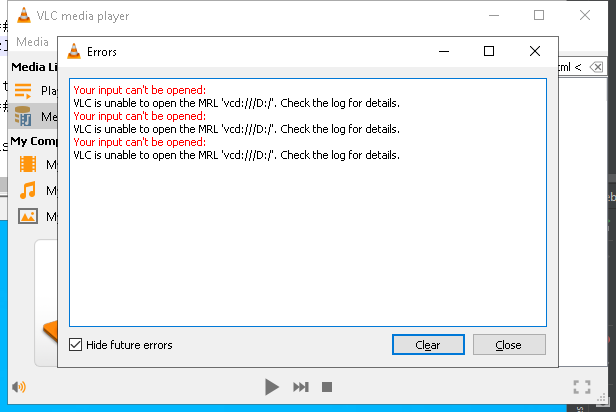 VLC media player
Media
Errors
Media Li
Pla
Me
My Comp
My
My
My
tml <
Your input can't be opened:
VLC is unable to open the MRL 'vcd:///D:/'. Check the log for details.
Your input can't be opened:
VLC is unable to open the MRL 'vcd:///D:/'. Check the log for details.
Your input can't be opened:
VLC is unable to open the MRL 'vcd:///D:/'. Check the log for details.
Hide future errors
Clear
Close